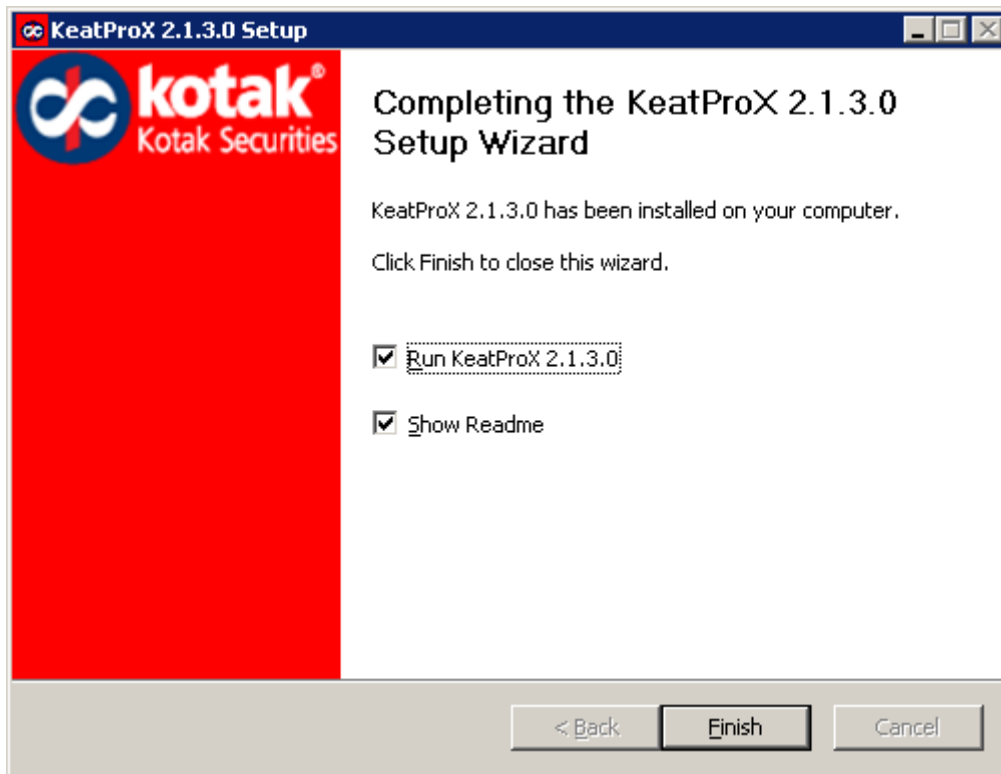 KeatProX 2.1.3.0 Setup
kotak®
Kotak Securities
Completing the KeatProX 2.1.3.0
Setup Wizard
KeatProX 2.1.3.0 has been installed on your computer.
Click Finish to close this wizard.
Run KeatProX 2.1.3.0
Show Readme
< Back
Finish
Cancel